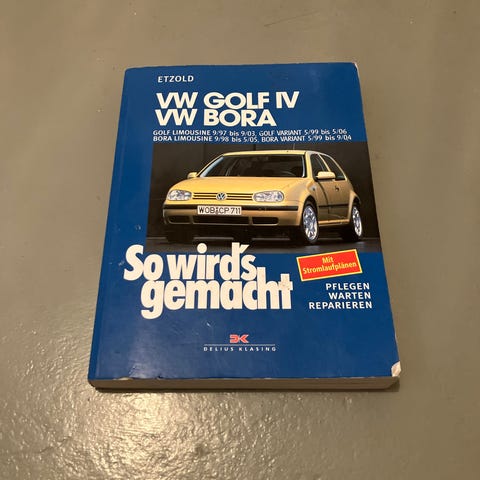 ETZOLD
VW GOLF IV
VW BORA
GOLF LIMOUSINE 9/97 bis 9/03, GOLF VARIANT 5/99 bis 5/06
BORA LIMOUSINE 9/98 bis 5/05, BORA VARIANT 5/99 bis 9/04
WOB CP 711
Mit
Stromlaufplänen
So wird's
gemacht
PFLEGEN
WARTEN
REPARIEREN
DK
DELIUS KLASING